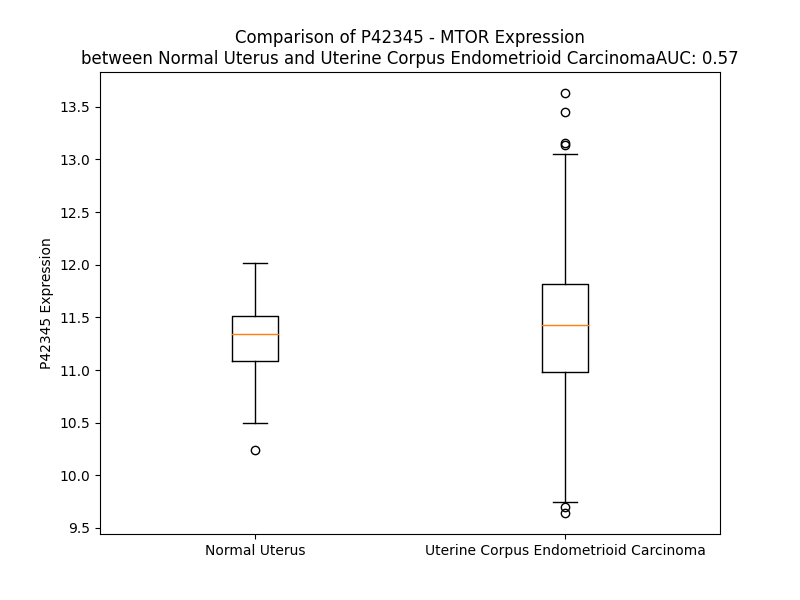 Comparison of P42345 - MTOR Expression
between Normal Uterus and Uterine Corpus Endometrioid CarcinomaAUC: 0.57
P42345 Expression
13.5
13.0
12.5
12.0
11.5
11.0
10.5
10.0
9.5
Normal Uterus
Uterine Corpus Endometrioid Carcinoma